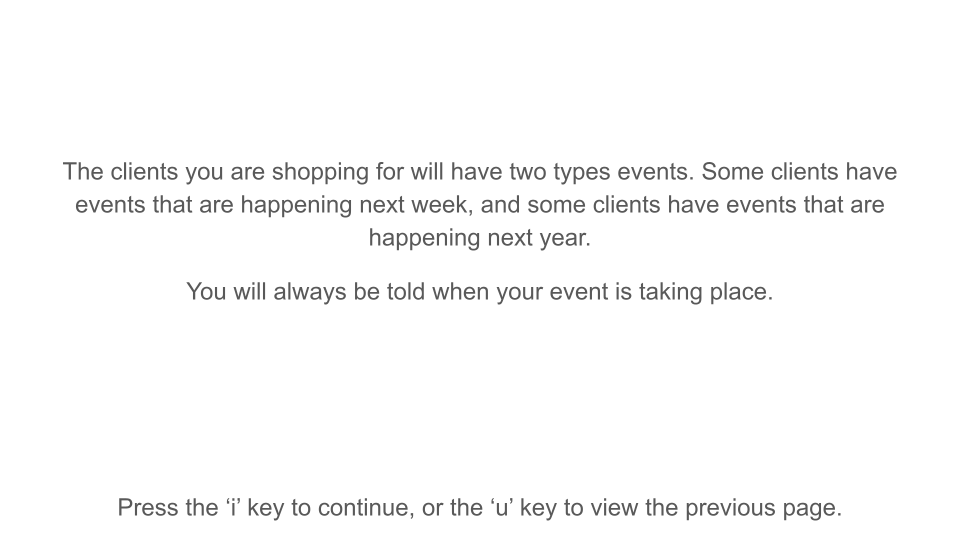 The clients you are shopping for will have two types events. Some clients have
events that are happening next week, and some clients have events that are
happening next year.
You will always be told when your event is taking place.
Press the ‘i’ key to continue, or the ‘u’ key to view the previous page.